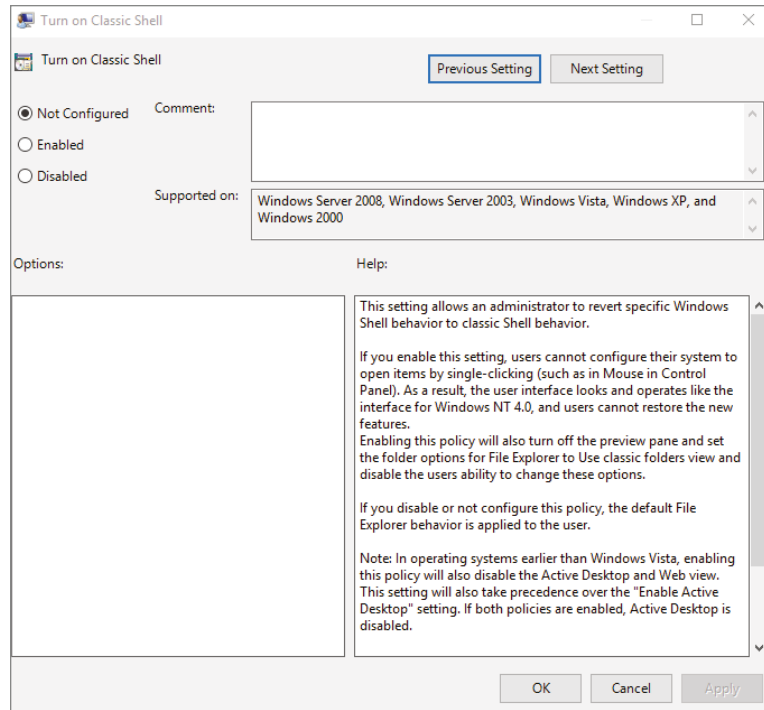 Turn on Classic Shell
Turn on Classic Shell
Previous Setting
Next Setting
Not Configured
Comment:
Enabled
Disabled
Supported on:
Windows Server 2008, Windows Server 2003, Windows Vista, Windows XP, and
Windows 2000
Options:
Help:
This setting allows an administrator to revert specific Windows
Shell behavior to classic Shell behavior.
If you enable this setting, users cannot configure their system to
open items by single-clicking (such as in Mouse in Control
Panel). As a result, the user interface looks and operates like the
interface for Windows NT 4.0, and users cannot restore the new
features.
Enabling this policy will also turn off the preview pane and set
the folder options for File Explorer to Use classic folders view and
disable the users ability to change these options.
If you disable or not configure this policy, the default File
Explorer behavior is applied to the user.
Note: In operating systems earlier than Windows Vista, enabling
this policy will also disable the Active Desktop and Web view.
This setting will also take precedence over the "Enable Active
Desktop" setting. If both policies are enabled, Active Desktop is
disabled.
OK
Cancel
Apply